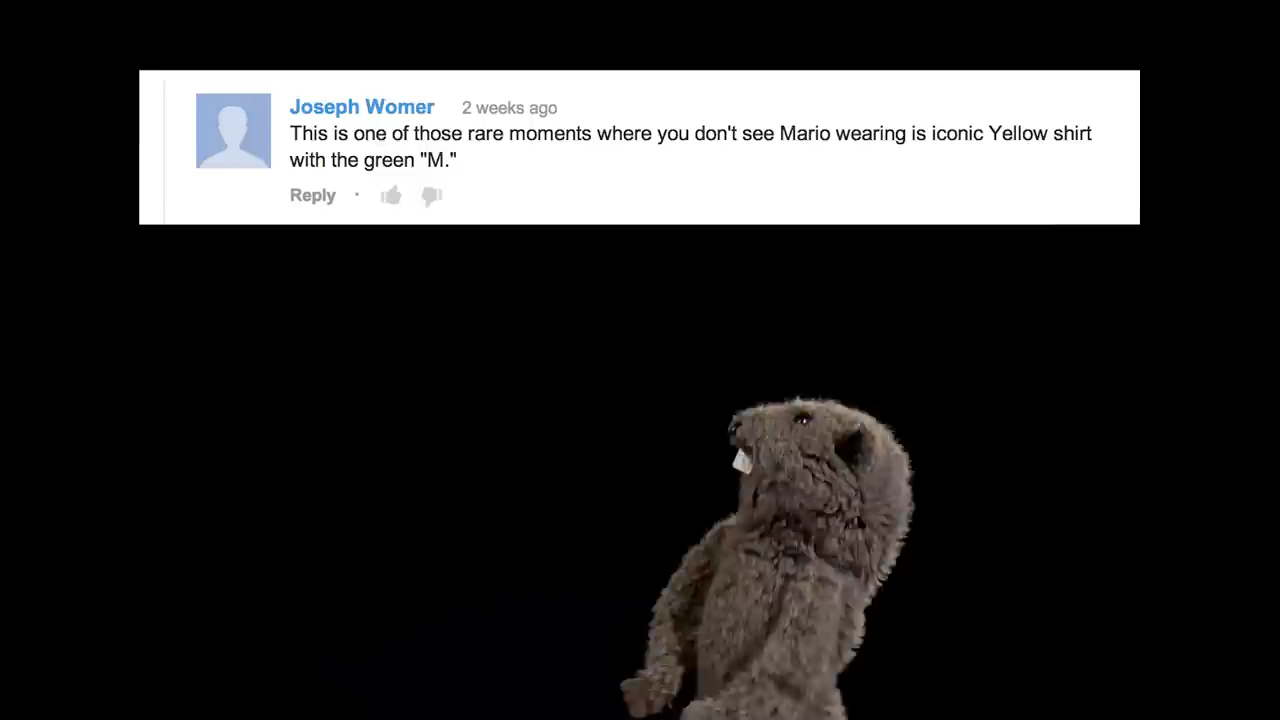 Joseph Womer 2 weeks ago
This is one of those rare moments where you don't see Mario wearing is iconic Yellow shirt
with the green "M."
Reply ·